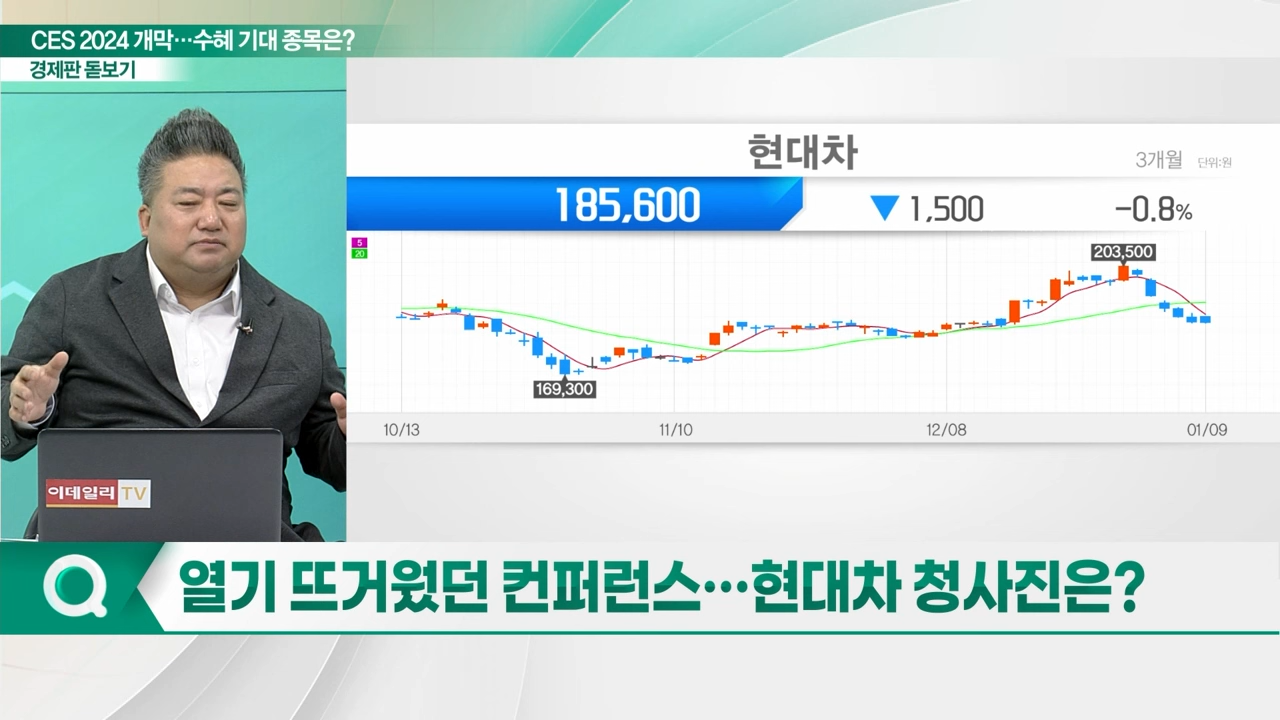 CES 2024 개막…수혜 기대 종목은?
경제판 돋보기
현대차
3개월 단위:원
185,600 ▼ 1,500 -0.8%
5
20
203,500
169,300
10/13 11/10 12/08 01/09
이데일리 TV
열기 뜨거웠던 컨퍼런스…현대차 청사진은?